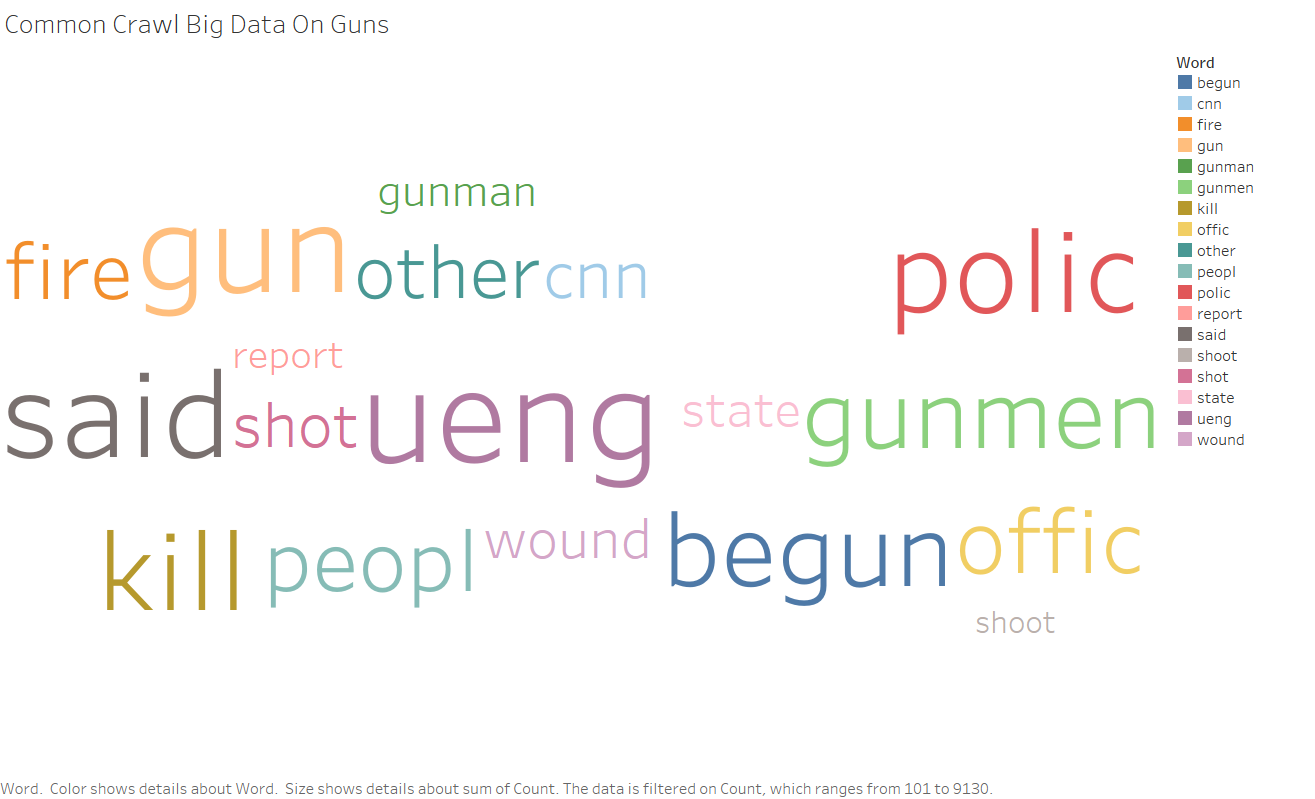 Common Crawl Big Data On Guns
gunman
fire gun other cnn polic
report
said shot ueng state gunmen
kill peopl wound begun offic
shoot
Word
begun
cnn
fire
gun
gunman
gunmen
kill
offic
other
peopl
polic
report
said
shoot
shot
state
ueng
wound
Word. Color shows details about Word. Size shows details about sum of Count. The data is filtered on Count, which ranges from 101 to 9130.